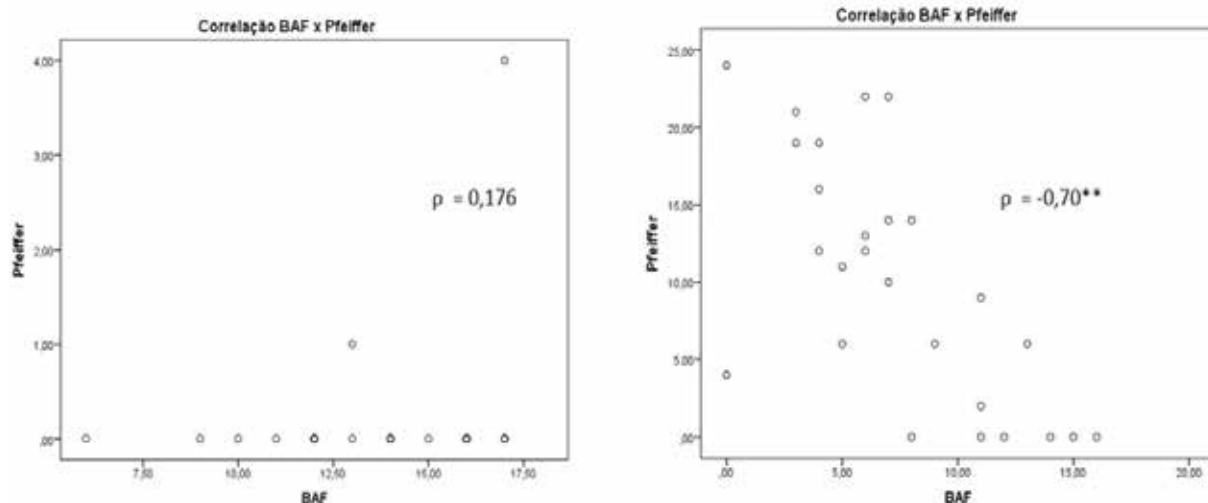 Correlação BAF x Pfeiffer
4,00
3,00
2,00
1,00
,00
Pfeiffer
ρ = 0,176
7,50
10,00
12,50
15,00
17,50
BAF
Correlação BAF x Pfeiffer
25,00
20,00
15,00
10,00
5,00
,00
Pfeiffer
ρ = -0,70**
,00
5,00
10,00
15,00
20,00
BAF